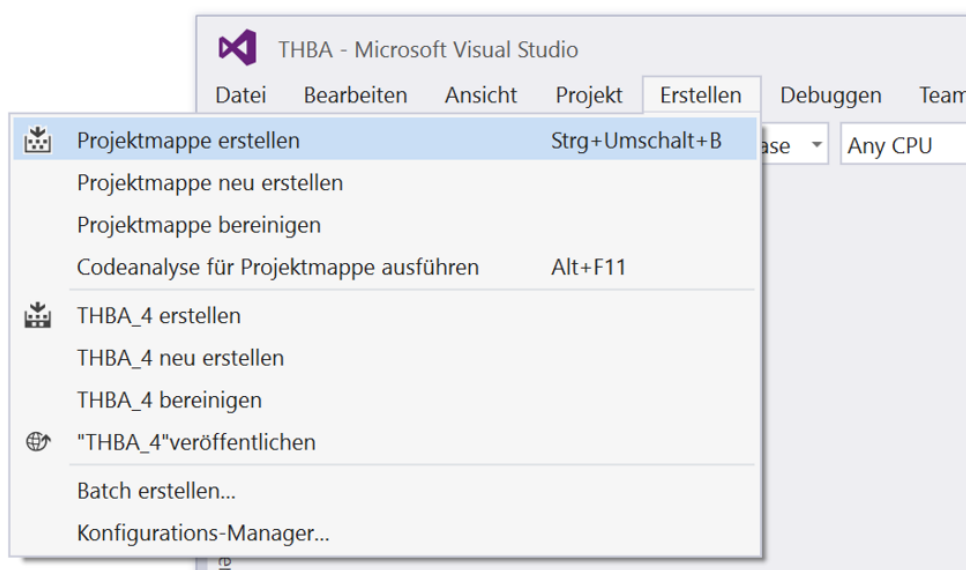 THBA - Microsoft Visual Studio
Datei Bearbeiten Ansicht Projekt Erstellen Debuggen Team
Any CPU
Projektmappe erstellen Strg+Umschalt+B
Projektmappe neu erstellen
Projektmappe bereinigen
Codeanalyse für Projektmappe ausführen Alt+F11
THBA_4 erstellen
THBA_4 neu erstellen
THBA_4 bereinigen
"THBA_4"veröffentlichen
Batch erstellen...
Konfigurations-Manager...